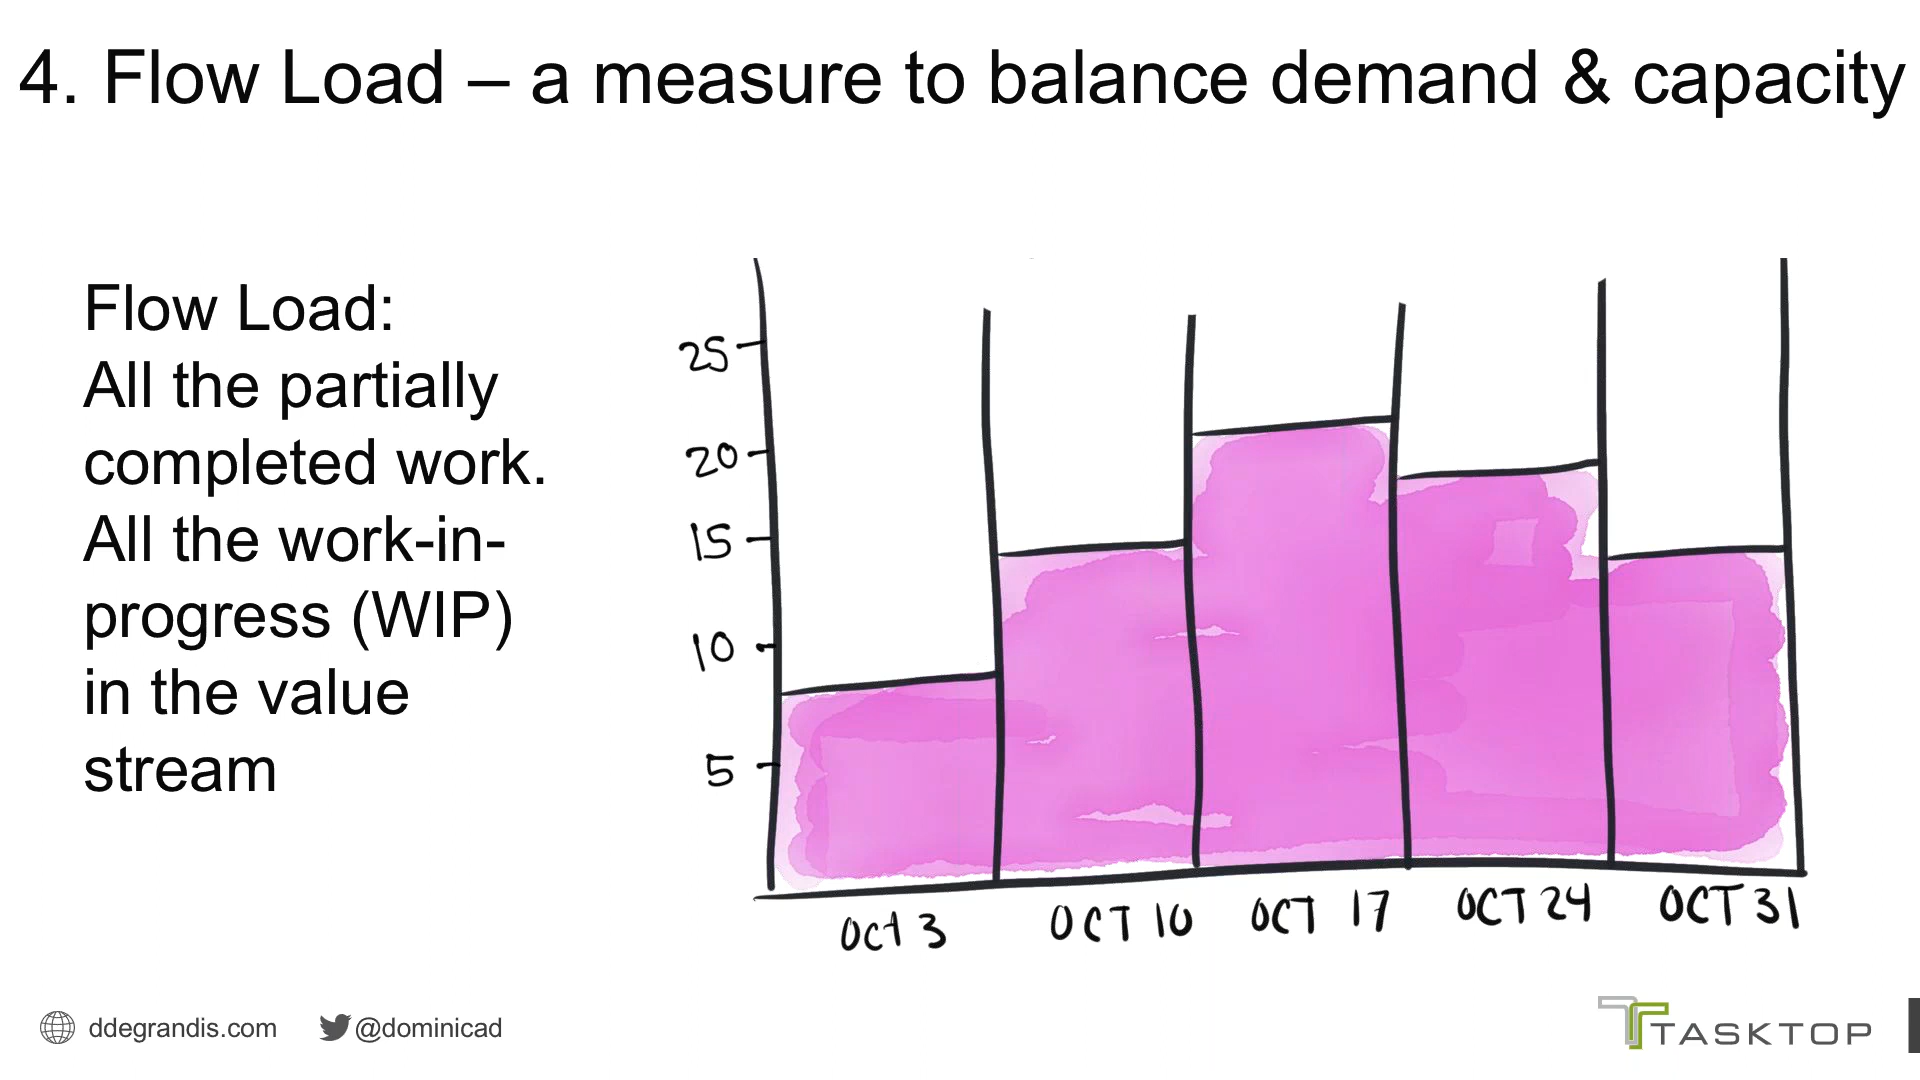 4. Flow Load – a measure to balance demand & capacity
Flow Load:
All the partially
completed work.
All the work-in-
progress (WIP)
in the value
stream
25
20
15
10
5
OCT 3
OCT 10
OCT 17
OCT 24
OCT 31
ddegrandis.com
@dominicad
TASKTOP